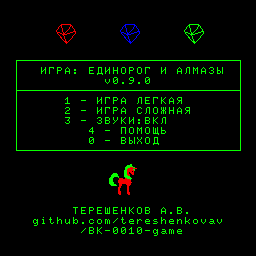 ИГРА: ЕДИНОРОГ И АЛМАЗЫ
v0.9.0
1 - ИГРА ЛЕГКАЯ
2 - ИГРА СЛОЖНАЯ
3 - ЗВУКИ:ВКЛ
4 - ПОМОЩЬ
0 - ВЫХОД
ТЕРЕШЕНКОВ А.В.
github.com/tereshenkovav
/BK-0010-game